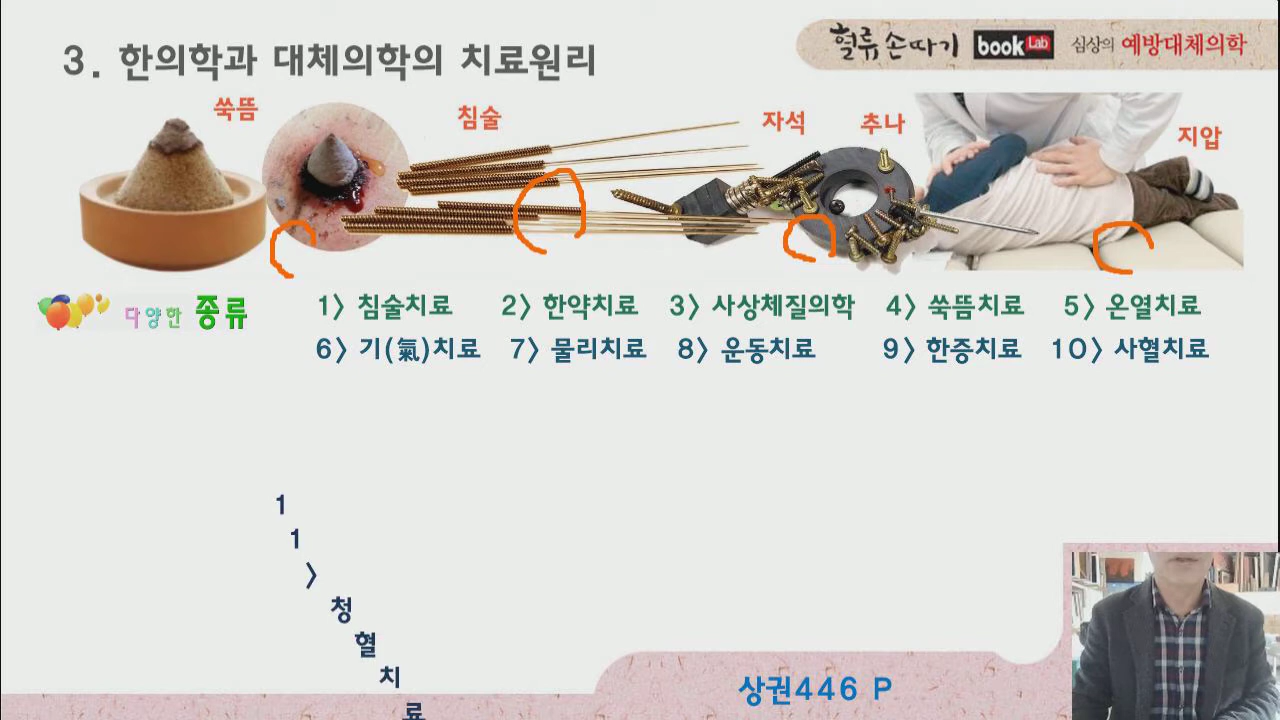 3. 한의학과 대체의학의 치료원리
혈류 손따기 book Lab 심상의 예방대체의학
쑥뜸 침술 자석 추나 지압
다양한 종류
1> 침술치료 2> 한약치료 3> 사상체질의학 4> 쑥뜸치료 5> 온열치료
6> 기(氣)치료 7> 물리치료 8> 운동치료 9> 한증치료 10> 사혈치료
11> 청혈치료
상권446 P